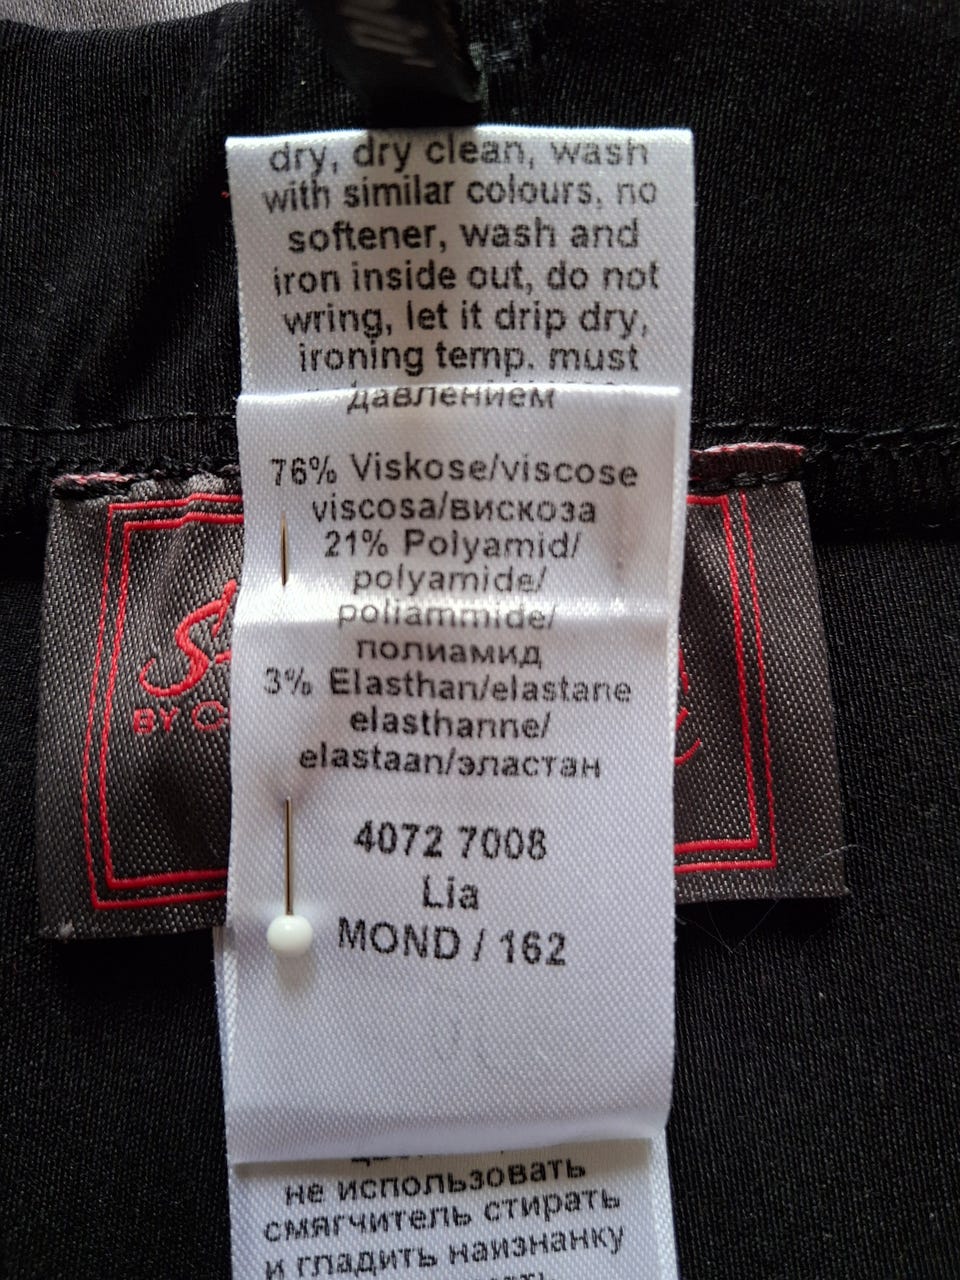 dry, dry clean, wash
with similar colours, no
softener, wash and
iron inside out, do not
wring, let it drip dry,
ironing temp. must
давлением
76% Viskose/viscose
viscosa/вискоза
21% Polyamid/
polyamide/
poliammide/
полиамид
3% Elasthan/elastane
elasthanne/
elastaan/эластан
BY
4072 7008
Lia
MOND / 162
не использовать
смягчитель стирать
и гладить наизнанку